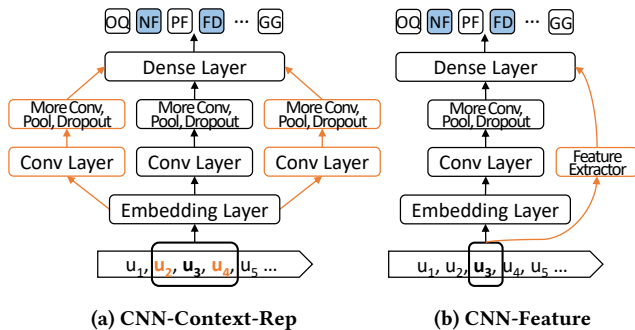 OQ NF PF FD ... GG
Dense Layer
More Conv, Pool, Dropout
More Conv, Pool, Dropout
More Conv, Pool, Dropout
Conv Layer
Conv Layer
Conv Layer
Embedding Layer
u1, u2, u3, u4, u5 ...
(a) CNN-Context-Rep
OQ NF PF FD ... GG
Dense Layer
More Conv,
Pool, Dropout
Conv Layer
Feature
Extractor
Embedding Layer
u1, u2, u3, u4, u5 ...
(b) CNN-Feature